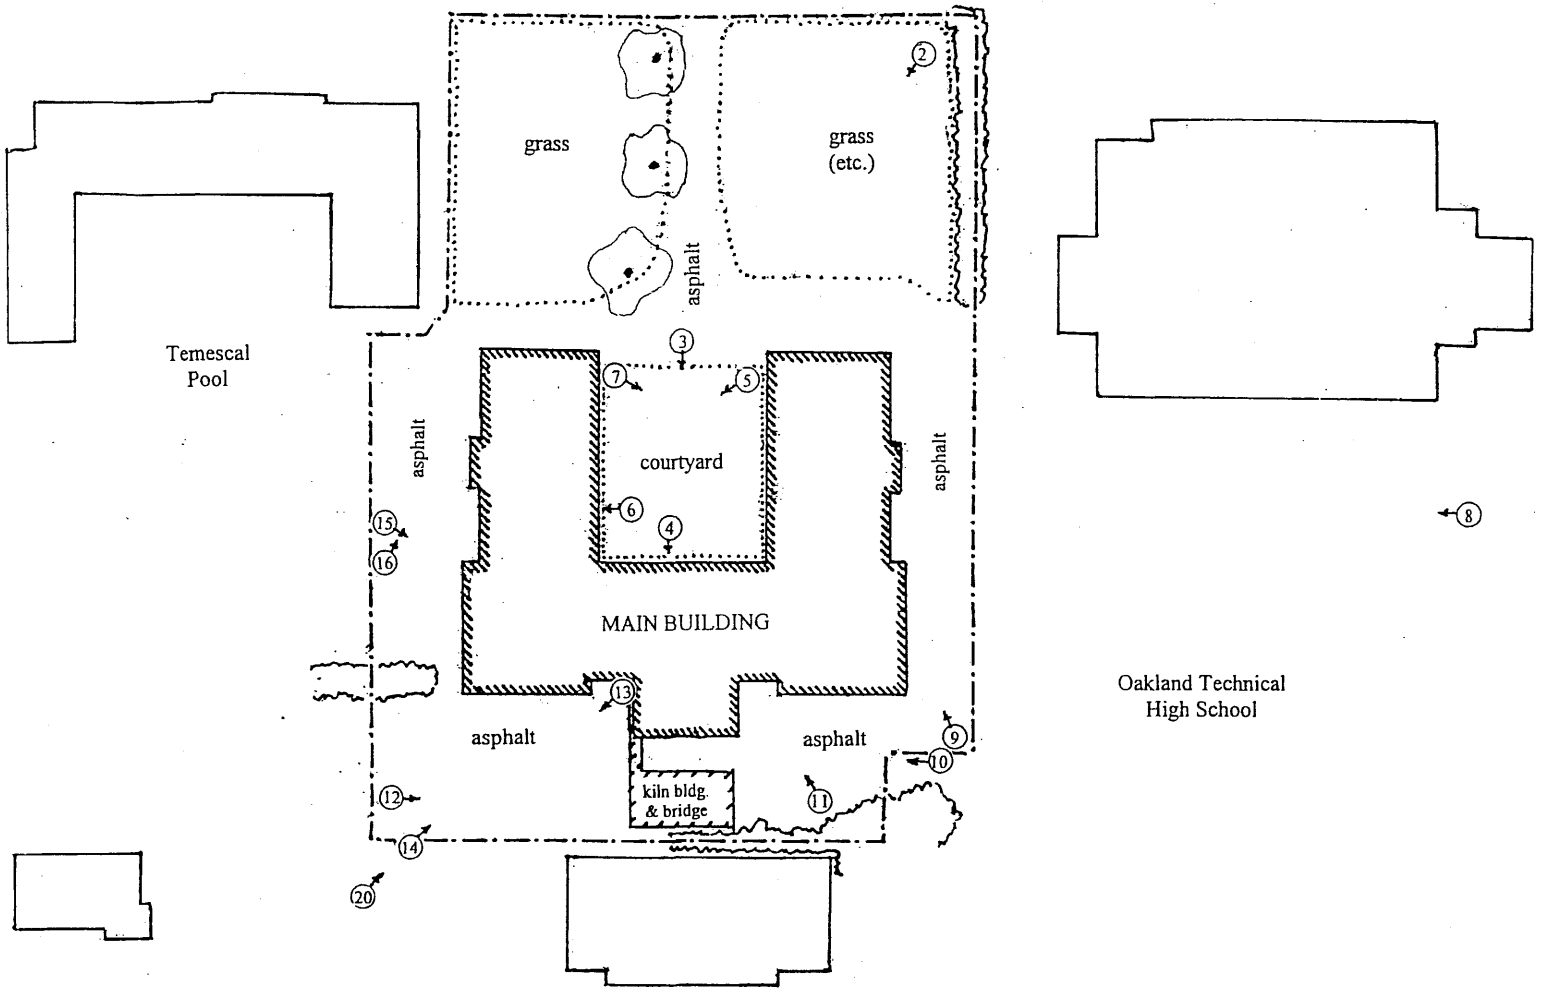 2
grass
grass
(etc.)
asphalt
3
Temescal
Pool
7
5
asphalt
courtyard
asphalt
6
8
15
4
16
MAIN BUILDING
Oakland Technical
High School
13
asphalt
asphalt
9
10
12
kiln bldg.
& bridge
11
14
20